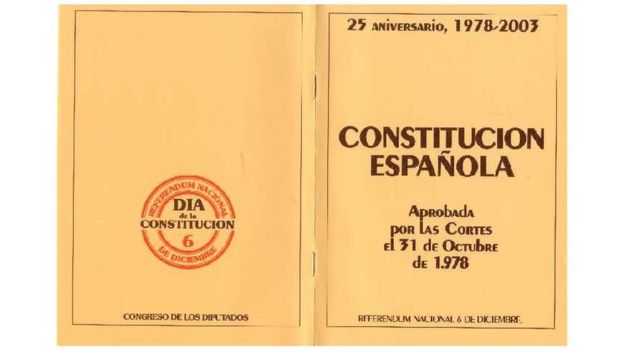 REFERENDUM NACIONAL
DIA
de la
CONSTITUCION
6
DE DICIEMBRE
CONGRESO DE LOS DIPUTADOS
25 ANIVERSARIO, 1978-2003
CONSTITUCION
ESPAÑOLA
Aprobada
por las Cortes
el 31 de Octubre
de 1.978
REFERENDUM NACIONAL 6 DE DICIEMBRE.